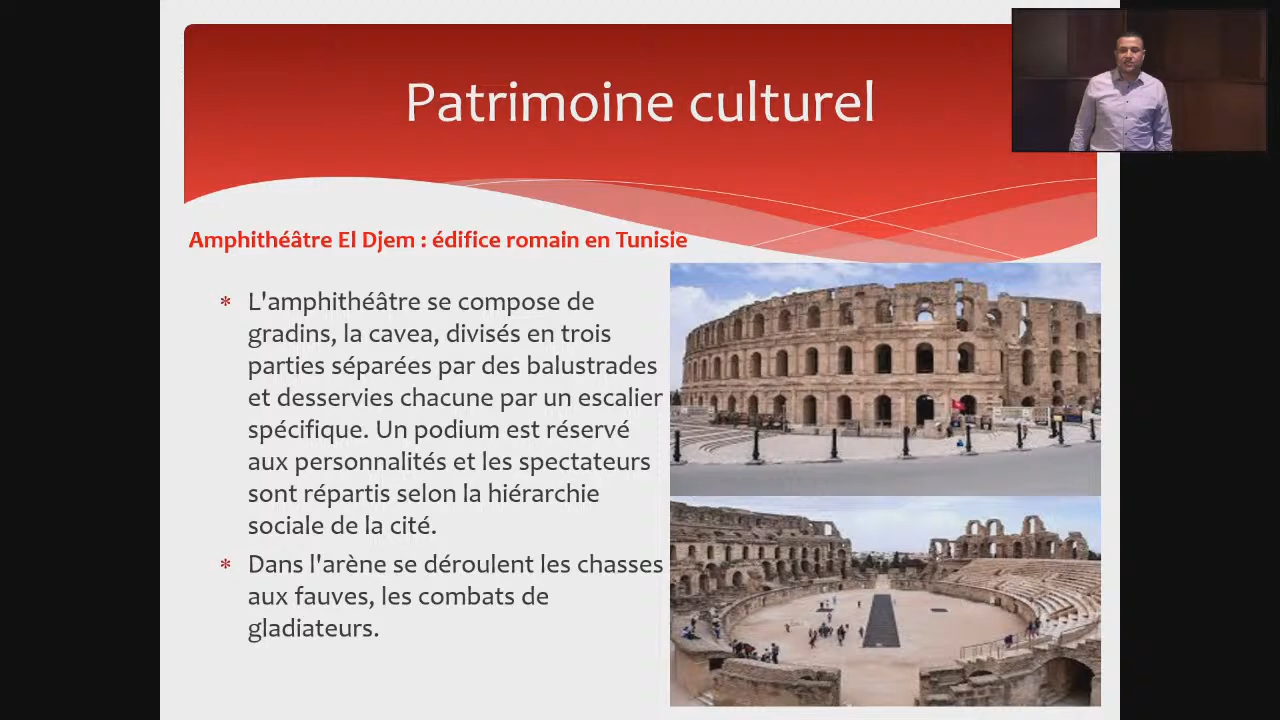 Patrimoine culturel
Amphithéâtre El Djem : édifice romain en Tunisie
* L'amphithéâtre se compose de
gradins, la cavea, divisés en trois
parties séparées par des balustrades
et desservies chacune par un escalier
spécifique. Un podium est réservé
aux personnalités et les spectateurs
sont répartis selon la hiérarchie
sociale de la cité.
* Dans l'arène se déroulent les chasses
aux fauves, les combats de
gladiateurs.